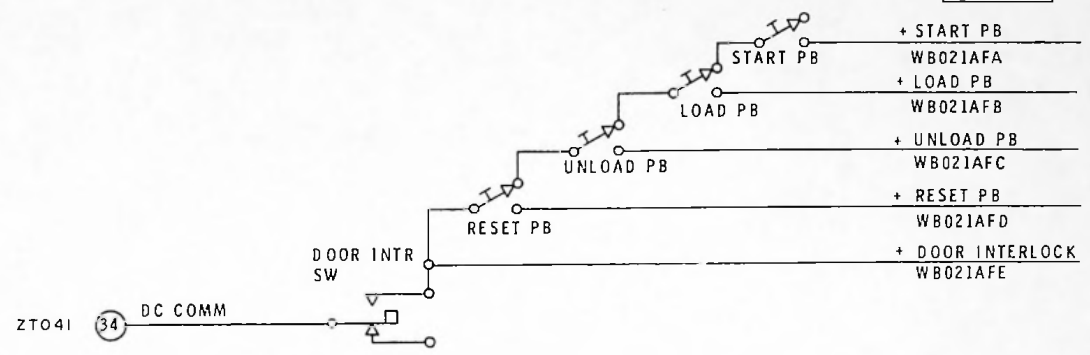 + START PB
START PB
WB021AFA
+ LOAD PB
LOAD PB
WB021AFB
+ UNLOAD PB
UNLOAD PB
WB021AFC
+ RESET PB
WB021AFD
RESET PB
DOOR INTR
SW
+ DOOR INTERLOCK
WB021AFE
DC COMM
ZT041
34